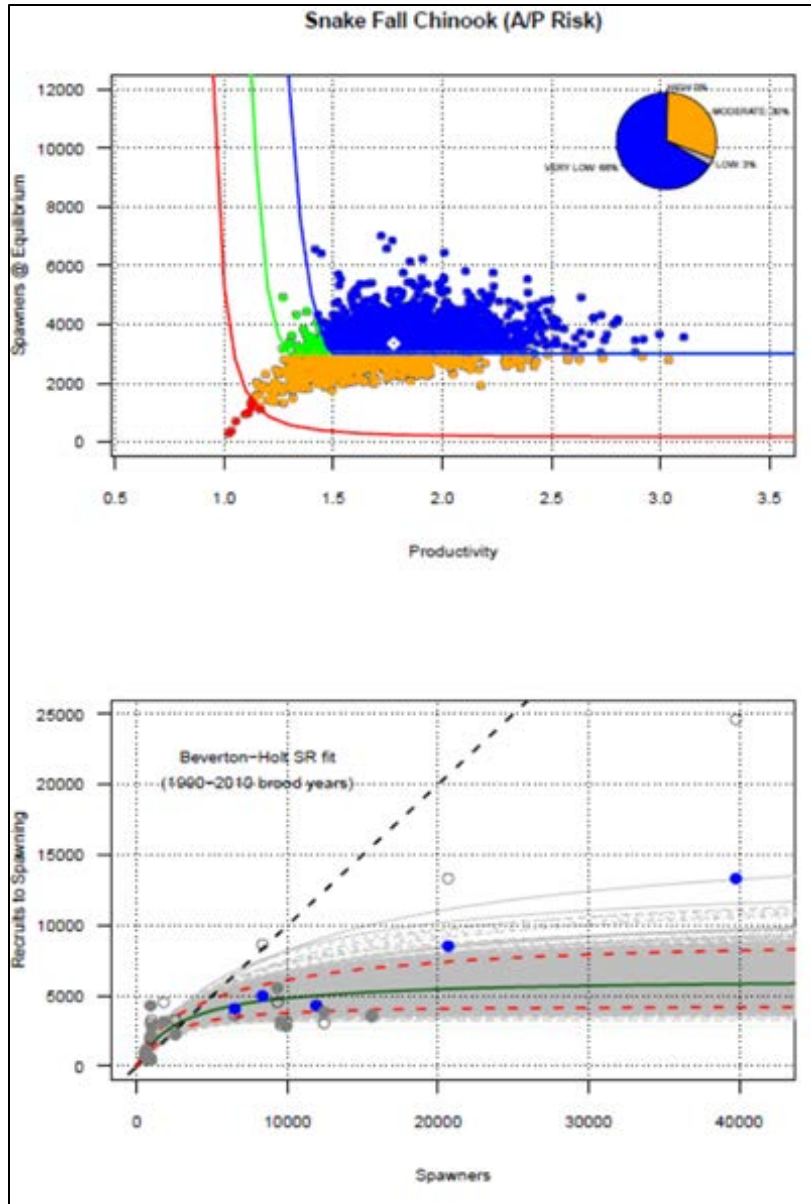 Snake Fall Chinook (A/P Risk)
HIGH
MODERATE:
LOW: 3%
VERY LOW:
12000
10000
8000
6000
4000
2000
0
Spawners @ Equilibrium
0.5 1.0 1.5 2.0 2.5 3.0 3.5
Productivity
Beverton−Holt SR fit
(1990−2010 brood years)
25000
20000
15000
10000
5000
0
Recruits to Spawning
0 10000 20000 30000 40000
Spawners